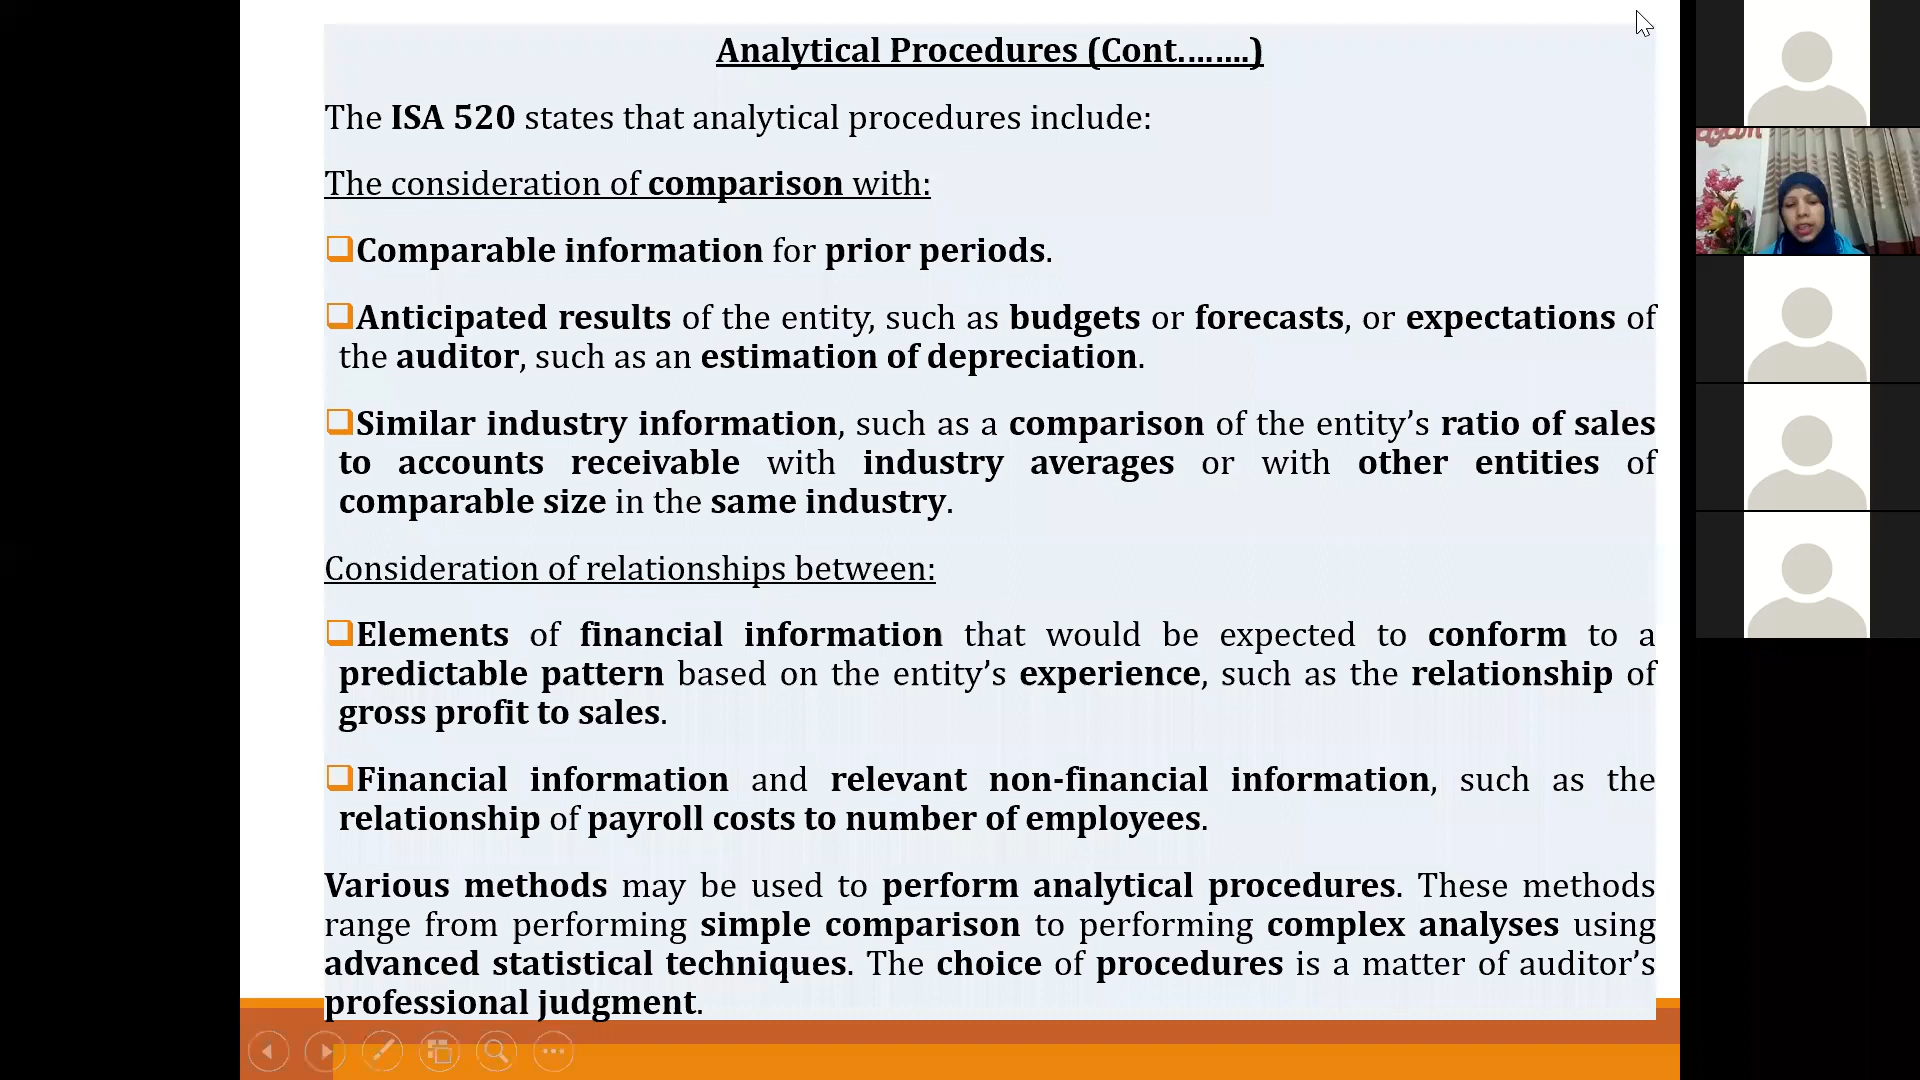 Analytical Procedures (Cont........)
The ISA 520 states that analytical procedures include:
The consideration of comparison with:
Comparable information for prior periods.
Anticipated results of the entity, such as budgets or forecasts, or expectations of
the auditor, such as an estimation of depreciation.
Similar industry information, such as a comparison of the entity’s ratio of sales
to accounts receivable with industry averages or with other entities of
comparable size in the same industry.
Consideration of relationships between:
Elements of financial information that would be expected to conform to a
predictable pattern based on the entity’s experience, such as the relationship of
gross profit to sales.
Financial information and relevant non-financial information, such as the
relationship of payroll costs to number of employees.
Various methods may be used to perform analytical procedures. These methods
range from performing simple comparison to performing complex analyses using
advanced statistical techniques. The choice of procedures is a matter of auditor’s
professional judgment.